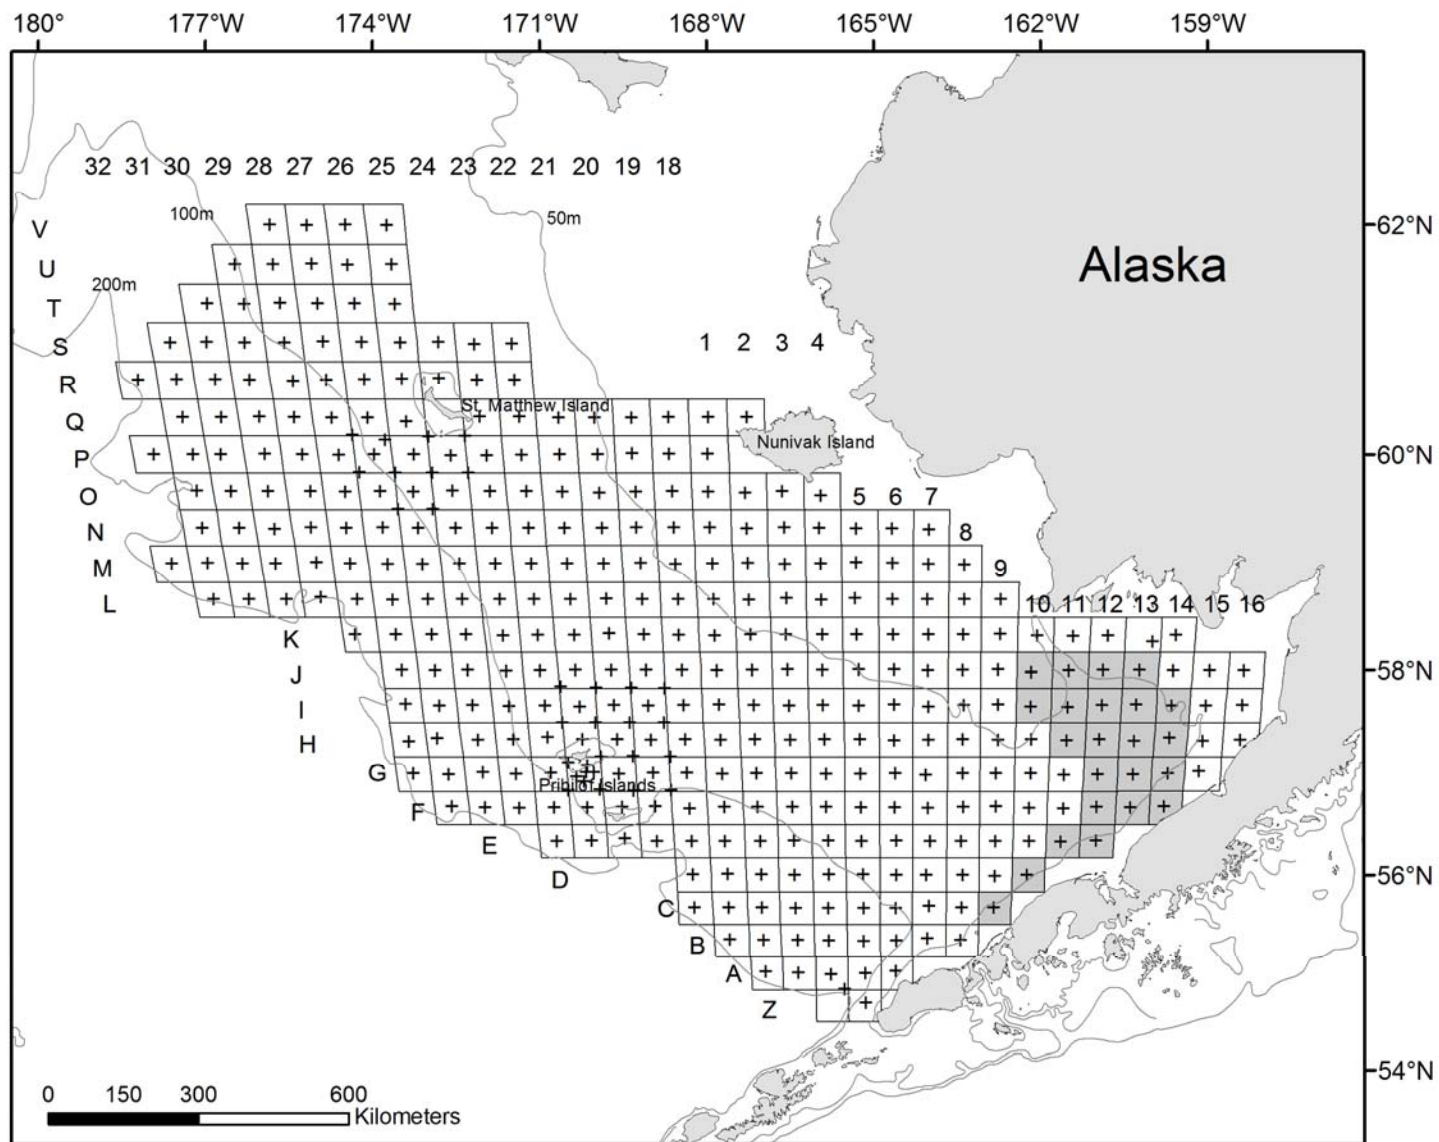 180° 177°W 174°W 171°W 168°W 165°W 162°W 159°W
32 31 30 29 28 27 26 25 24 23 22 21 20 19 18
100m
50m
V
62°N
U
Alaska
200m
T
S
1 2 3 4
R
St. Matthew Island
Q
Nunivak Island
P
60°N
O
5 6 7
N
8
M
9
L
10 11 12 13 14 15 16
K
J
58°N
I
H
G
Pribilof Islands
F
E
D
56°N
C
B
A
Z
54°N
0 150 300 600
Kilometers